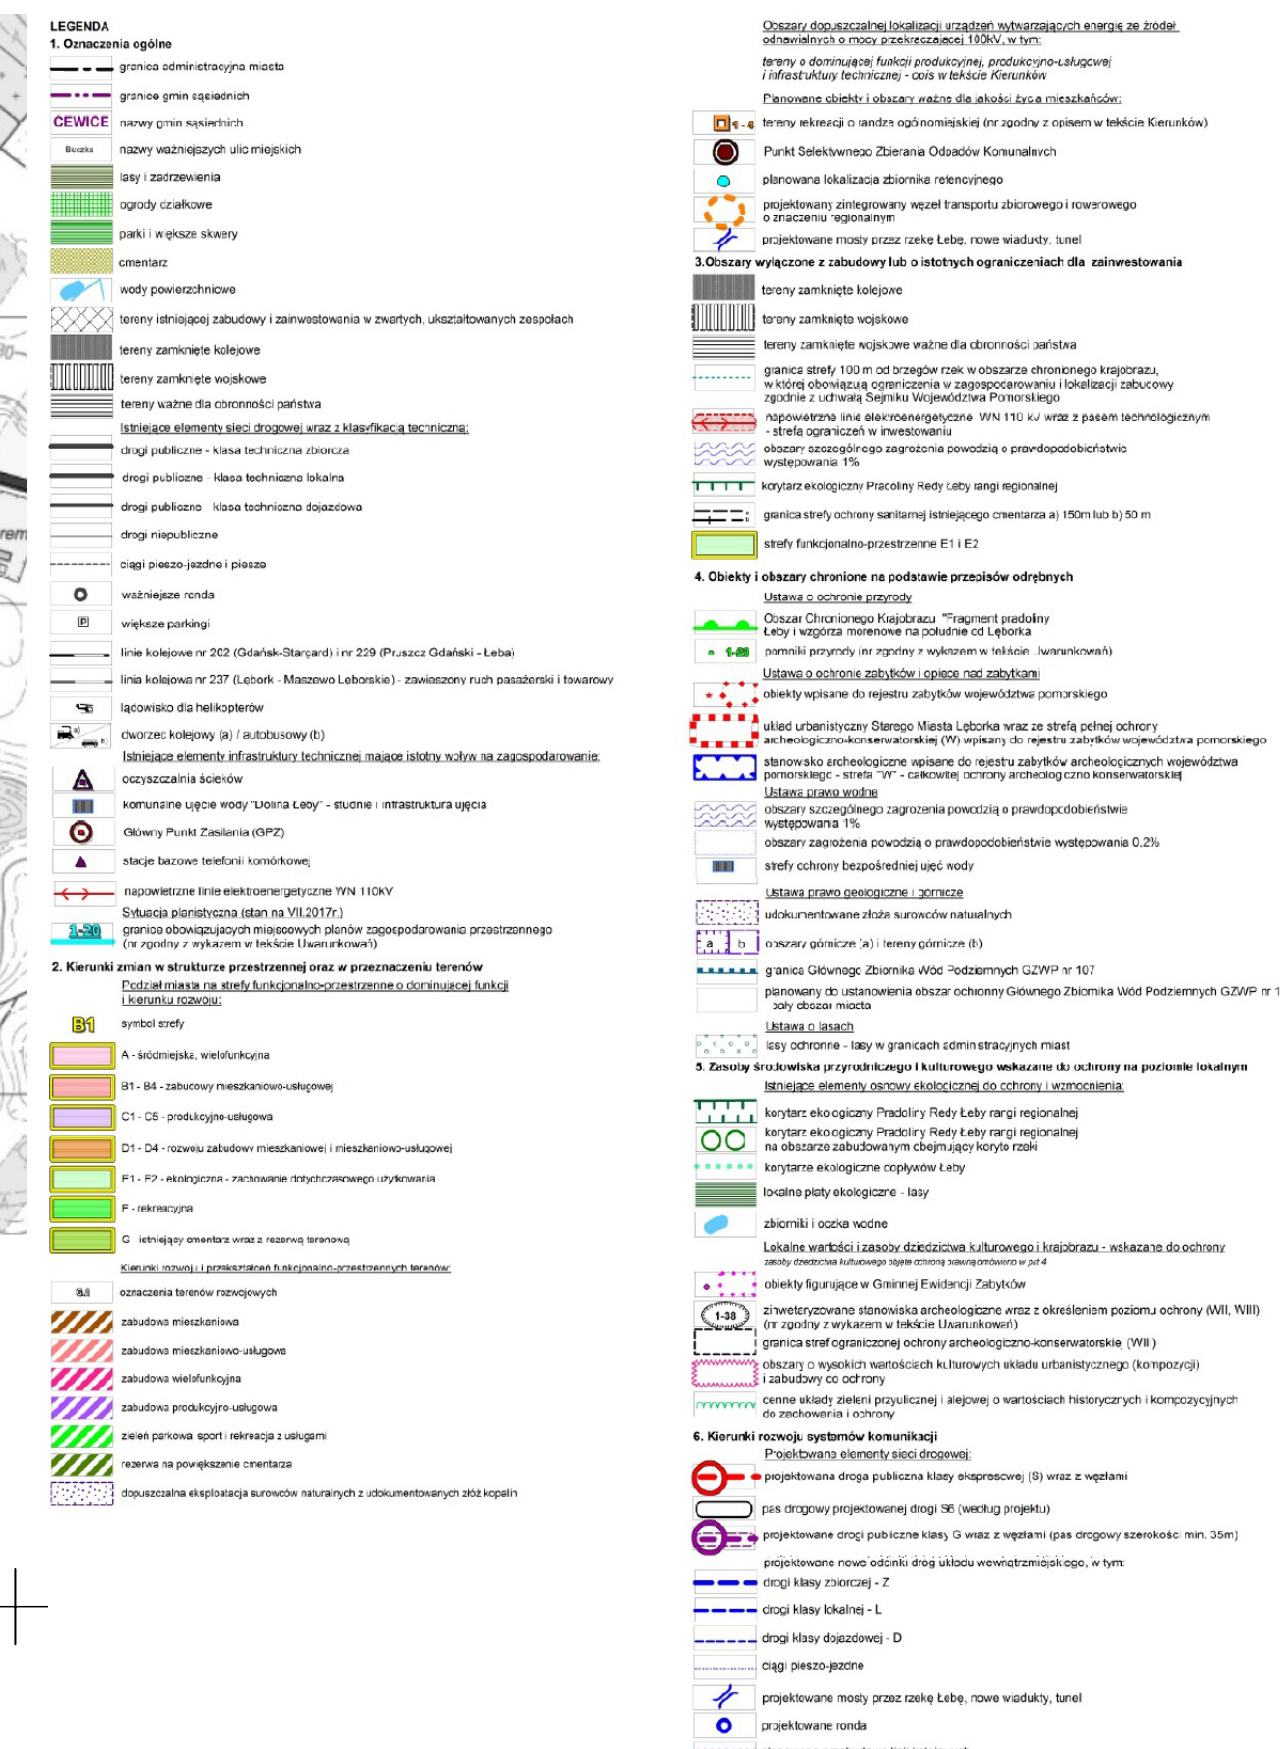 LEGENDA
1. Oznaczenia ogólne
granica administracyjna miasta
granice gmin sąsiednich
CEWICE nazwy gmin sąsiednich
Buczka nazwy ważniejszych ulic miejskich
lasy i zadrzewienia
ogrody działkowe
parki i większe skwery
cmentarz
wody powierzchniowe
tereny istniejącej zabudowy i zainwestowania w zwartych, ukształtowanych zespołach
tereny zamknięte kolejowe
tereny zamknięte wojskowe
tereny ważne dla obronności państwa
Istniejące elementy sieci drogowej wraz z klasyfikacją techniczną:
drogi publiczne - klasa techniczna zbiorcza
drogi publiczne - klasa techniczna lokalna
drogi publiczne - klasa techniczna dojazdowa
drogi niepubliczne
ciągi pieszo-jezdne i piesze
ważniejsze ronda
P większe parkingi
linie kolejowe nr 202 (Gdańsk-Stargard) i nr 229 (Pruszcz Gdański - Łeba)
linia kolejowa nr 237 (Lębork - Maszewo Lęborskie) - zawieszony ruch pasażerski i towarowy
lądowisko dla helikopterów
a) b) dworzec kolejowy (a) / autobusowy (b)
Istniejące elementy infrastruktury technicznej mające istotny wpływ na zagospodarowanie:
oczyszczalnia ścieków
komunalne ujęcie wody "Dolina Łeby" - studnie i infrastruktura ujęcia
Główny Punkt Zasilania (GPZ)
stacje bazowe telefonii komórkowej
napowietrzne linie elektroenergetyczne WN 110kV
Sytuacja planistyczna (stan na VII.2017r.)
1-20 granice obowiązujących miejscowych planów zagospodarowania przestrzennego
(nr zgodny z wykazem w tekście Uwarunkowań)
2. Kierunki zmian w strukturze przestrzennej oraz w przeznaczeniu terenów
Podział miasta na strefy funkcjonalno-przestrzenne o dominującej funkcji
i kierunku rozwoju:
B1 symbol strefy
A - śródmiejska, wielofunkcyjna
B1 - B4 - zabudowy mieszkaniowo-usługowej
C1 - C5 - produkcyjno-usługowa
D1 - D4 - rozwoju zabudowy mieszkaniowej i mieszkaniowo-usługowej
E1 - E2 - ekologiczna - zachowanie dotychczasowego użytkowania
F - rekreacyjna
G - istniejący cmentarz wraz z rezerwą terenową
Kierunki rozwoju i przekształceń funkcjonalno-przestrzennych terenów:
oznaczenia terenów rozwojowych
zabudowa mieszkaniowa
zabudowa mieszkaniowo-usługowa
zabudowa wielofunkcyjna
zabudowa produkcyjno-usługowa
zieleń parkowa sport i rekreacja z usługami
rezerwa na powiększenie cmentarza
dopuszczalna eksploatacja surowców naturalnych z udokumentowanych złóż kopalin
Obszary dopuszczalnej lokalizacji urządzeń wytwarzających energię ze źródeł
odnawialnych o mocy przekraczającej 100kV, w tym:
tereny o dominującej funkcji produkcyjnej, produkcyjno-usługowej
i infrastruktury technicznej - opis w tekście Kierunków
Planowane obiekty i obszary ważne dla jakości życia mieszkańców:
1 - 4 tereny rekreacji o randze ogólnomiejskiej (nr zgodny z opisem w tekście Kierunków)
Punkt Selektywnego Zbierania Odpadów Komunalnych
planowana lokalizacja zbiornika retencyjnego
projektowany zintegrowany węzeł transportu zbiorowego i rowerowego
o znaczeniu regionalnym
projektowane mosty przez rzekę Łebę, nowe wiadukty, tunel
3.Obszary wyłączone z zabudowy lub o istotnych ograniczeniach dla zainwestowania
tereny zamknięte kolejowe
tereny zamknięte wojskowe
tereny zamknięte wojskowe ważne dla obronności państwa
granica strefy 100 m od brzegów rzek w obszarze chronionego krajobrazu,
w której obowiązują ograniczenia w zagospodarowaniu i lokalizacji zabudowy
zgodnie z uchwałą Sejmiku Województwa Pomorskiego
napowietrzne linie elektroenergetyczne WN 110 kV wraz z pasem technologicznym
- strefą ograniczeń w inwestowaniu
obszary szczególnego zagrożenia powodzią o prawdopodobieństwie
występowania 1%
korytarz ekologiczny Pradoliny Redy Łeby rangi regionalnej
granica strefy ochrony sanitarnej istniejącego cmentarza a) 150m lub b) 50 m
strefy funkcjonalno-przestrzenne E1 i E2
4. Obiekty i obszary chronione na podstawie przepisów odrębnych
Ustawa o ochronie przyrody
Obszar Chronionego Krajobrazu "Fragment pradoliny
Łeby i wzgórza morenowe na południe od Lęborka
pomniki przyrody (nr zgodny z wykazem w tekście Uwarunkowań)
Ustawa o ochronie zabytków i opiece nad zabytkami
obiekty wpisane do rejestru zabytków województwa pomorskiego
układ urbanistyczny Starego Miasta Lęborka wraz ze strefą pełnej ochrony
archeologiczno-konserwatorskiej (W) wpisany do rejestru zabytków województwa pomorskiego
stanowisko archeologiczne wpisane do rejestru zabytków archeologicznych województwa
pomorskiego - strefa "W" - całkowitej ochrony archeologiczno konserwatorskiej
Ustawa prawo wodne
obszary szczególnego zagrożenia powodzią o prawdopodobieństwie
występowania 1%
obszary zagrożenia powodzią o prawdopodobieństwie występowania 0,2%
strefy ochrony bezpośredniej ujęć wody
Ustawa prawo geologiczne i górnicze
udokumentowane złoża surowców naturalnych
a b obszary górnicze (a) i tereny górnicze (b)
granica Głównego Zbiornika Wód Podziemnych GZWP nr 107
planowany do ustanowienia obszar ochronny Głównego Zbiornika Wód Podziemnych GZWP nr 1
cały obszar miasta
Ustawa o lasach
lasy ochronne - lasy w granicach administracyjnych miast
5. Zasoby środowiska przyrodniczego i kulturowego wskazane do ochrony na poziomie lokalnym
Istniejące elementy osnowy ekologicznej do ochrony i wzmocnienia:
korytarz ekologiczny Pradoliny Redy Łeby rangi regionalnej
korytarz ekologiczny Pradoliny Redy Łeby rangi regionalnej
na obszarze zabudowanym obejmujący koryto rzeki
korytarze ekologiczne dopływów Łeby
lokalne płaty ekologiczne - lasy
zbiorniki i oczka wodne
Lokalne wartości i zasoby dziedzictwa kulturowego i krajobrazu - wskazane do ochrony
zasoby dziedzictwa kulturowego objęte ochroną prawną omówiono w pkt 4
obiekty figurujące w Gminnej Ewidencji Zabytków
1-38 zinwetaryzowane stanowiska archeologiczne wraz z określeniem poziomu ochrony (WII, WIII)
(nr zgodny z wykazem w tekście Uwarunkowań)
granica stref ograniczonej ochrony archeologiczno-konserwatorskiej (WIII)
obszary o wysokich wartościach kulturowych układu urbanistycznego (kompozycji)
i zabudowy do ochrony
cenne układy zieleni przyulicznej i alejowej o wartościach historycznych i kompozycyjnych
do zachowania i ochrony
6. Kierunki rozwoju systemów komunikacji
Projektowane elementy sieci drogowej:
projektowana droga publiczna klasy ekspresowej (S) wraz z węzłami
pas drogowy projektowanej drogi S6 (według projektu)
projektowane drogi publiczne klasy G wraz z węzłami (pas drogowy szerokości min. 35m)
projektowane nowe odcinki dróg układu wewnątrzmiejskiego, w tym:
drogi klasy zbiorczej - Z
drogi klasy lokalnej - L
drogi klasy dojazdowej - D
ciągi pieszo-jezdne
projektowane mosty przez rzekę Łebę, nowe wiadukty, tunel
projektowane ronda